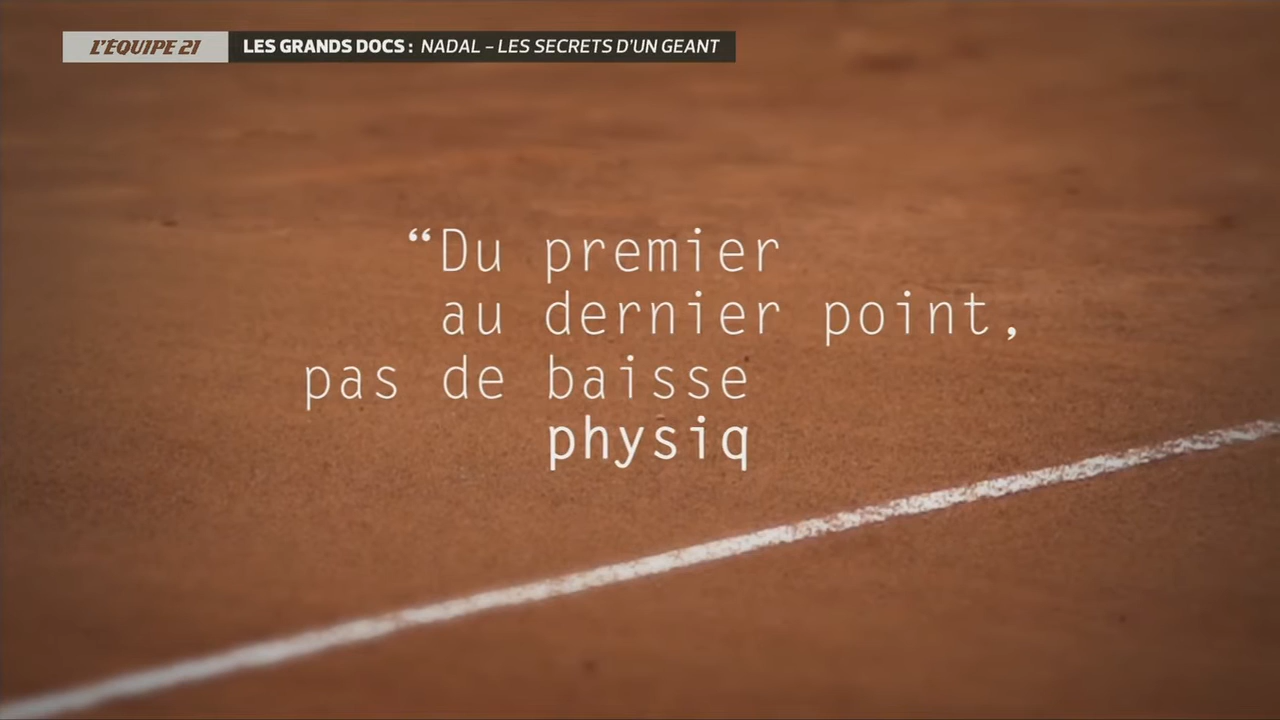 L'ÉQUIPE 21
LES GRANDS DOCS : NADAL – LES SECRETS D'UN GEANT
“Du premier
au dernier point,
pas de baisse
physiq